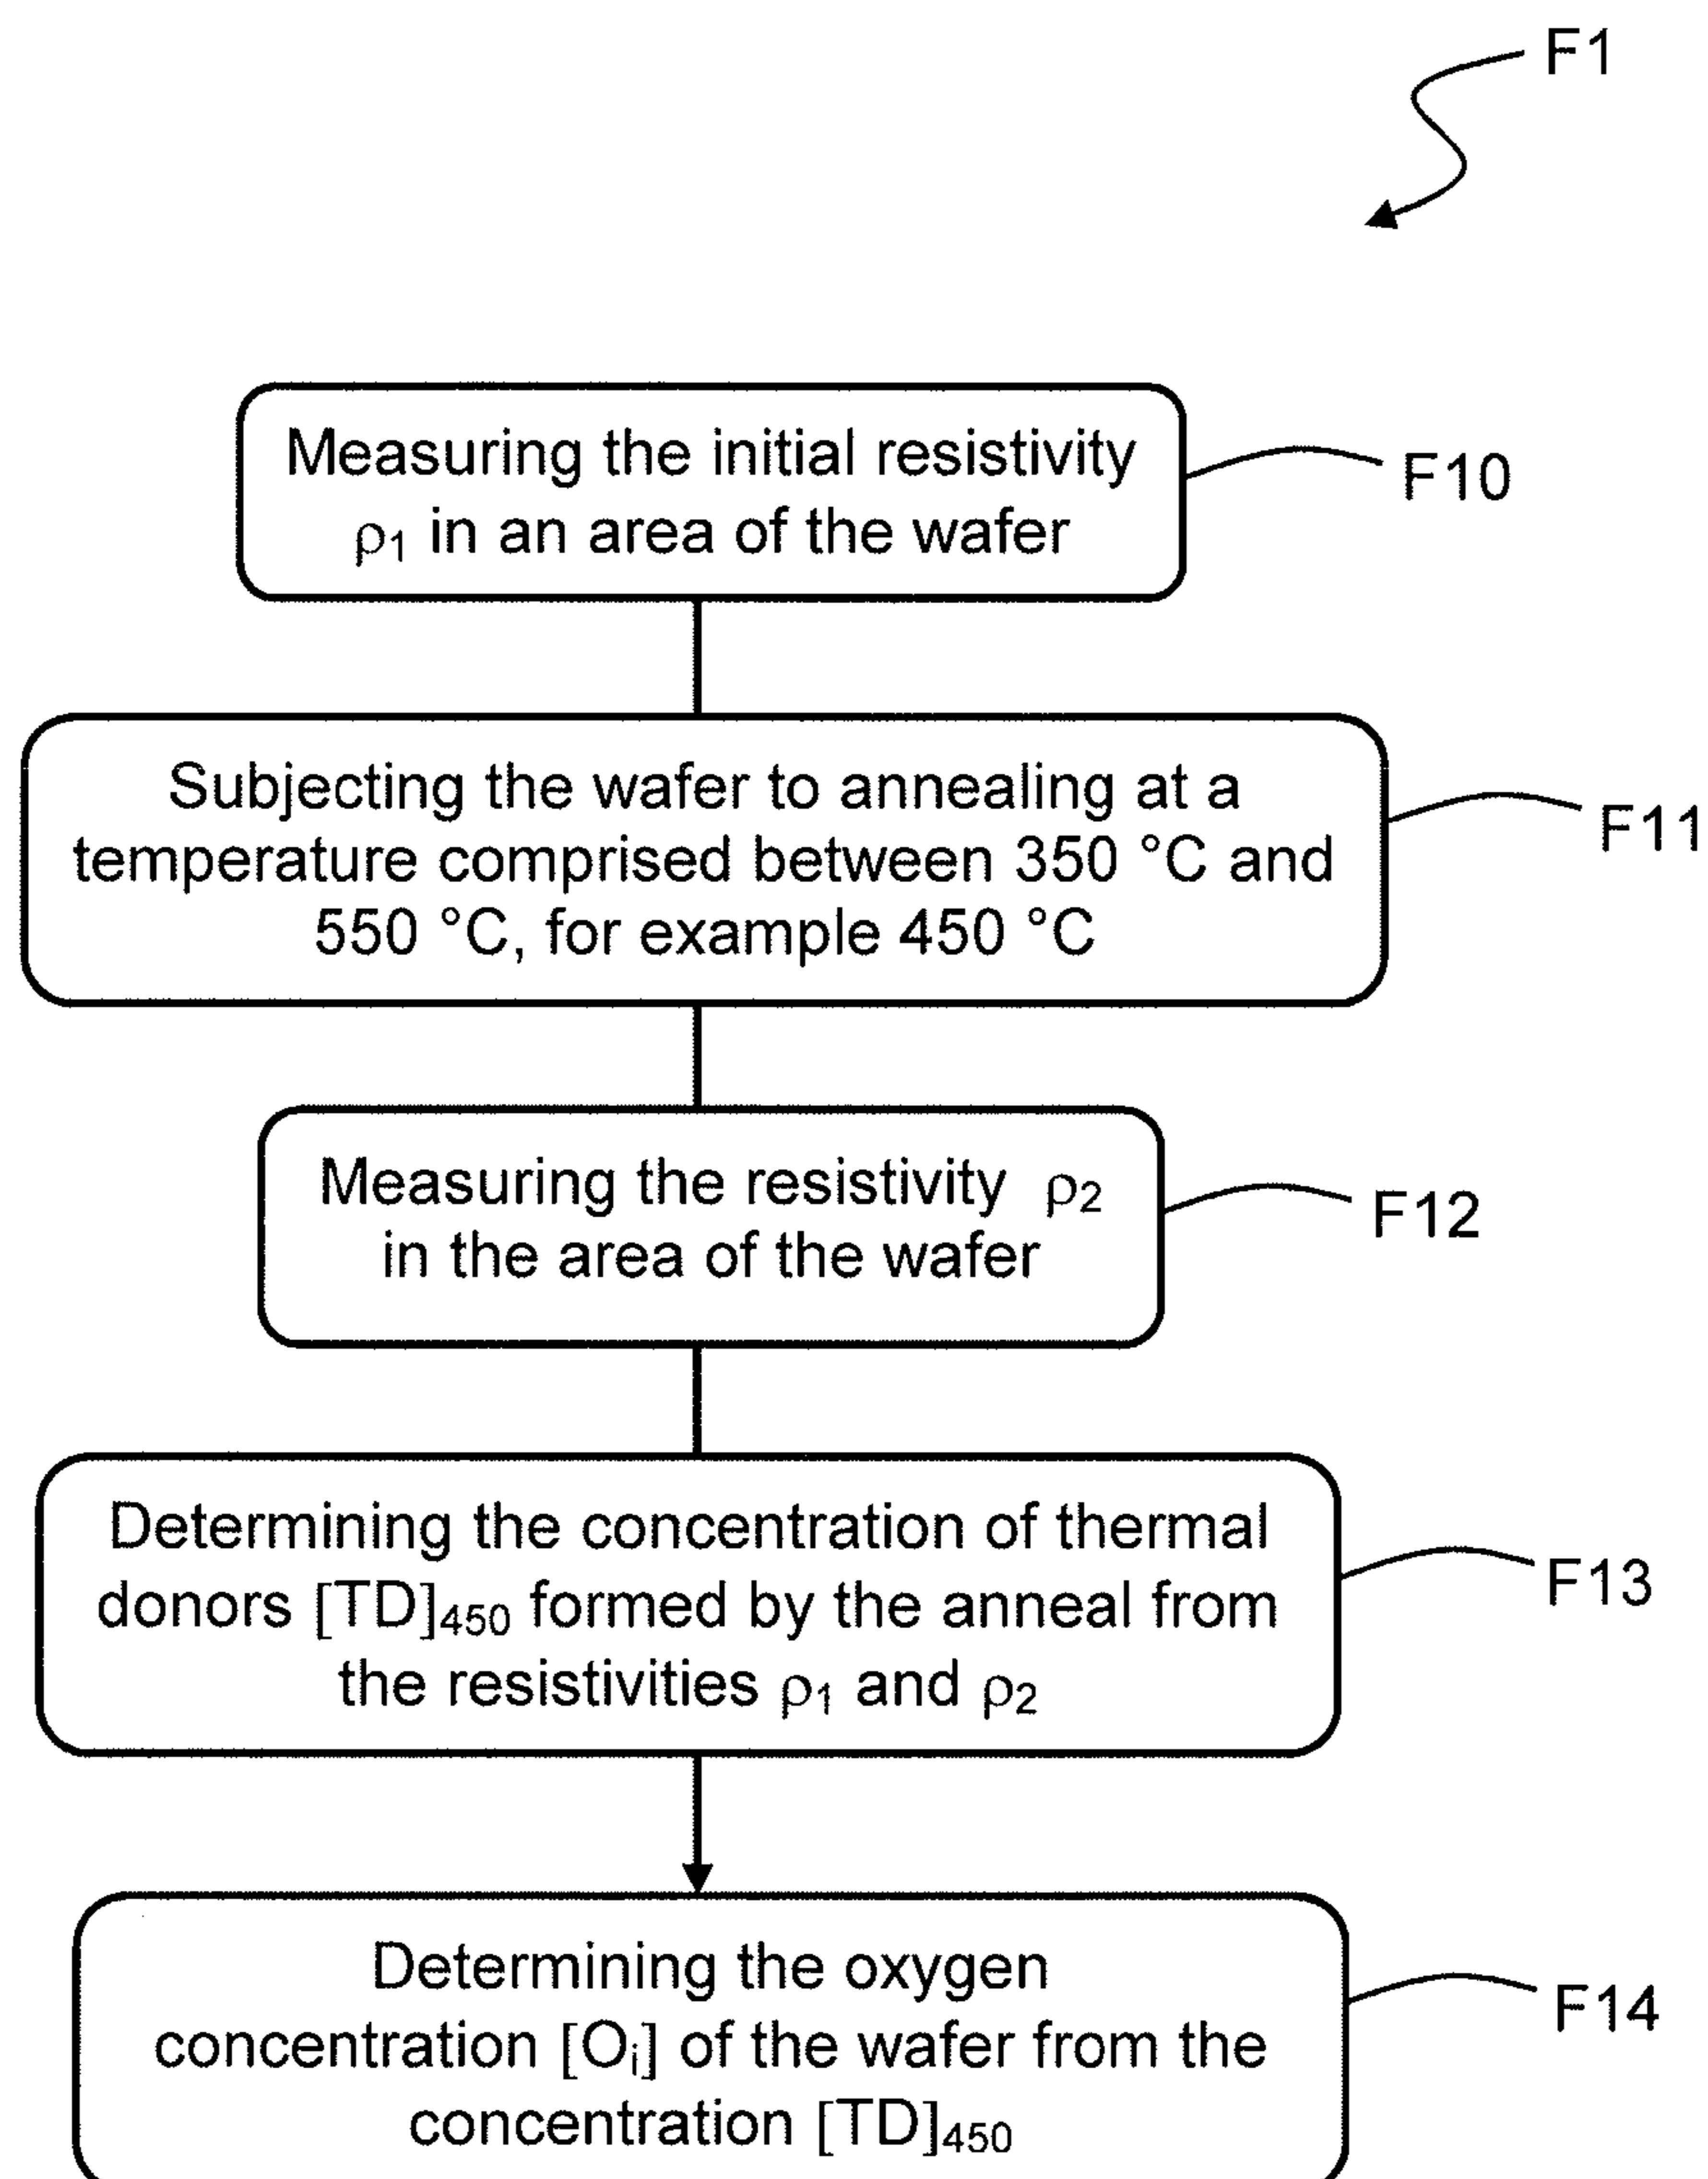 F1
Measuring the initial resistivity
ρ₁ in an area of the wafer
F10
Subjecting the wafer to annealing at a
temperature comprised between 350 °C and
550 °C, for example 450 °C
F11
Measuring the resistivity ρ₂
in the area of the wafer
F12
Determining the concentration of thermal
donors [TD]₄₅₀ formed by the anneal from
the resistivities ρ₁ and ρ₂
F13
Determining the oxygen
concentration [Oᵢ] of the wafer from the
concentration [TD]₄₅₀
F14